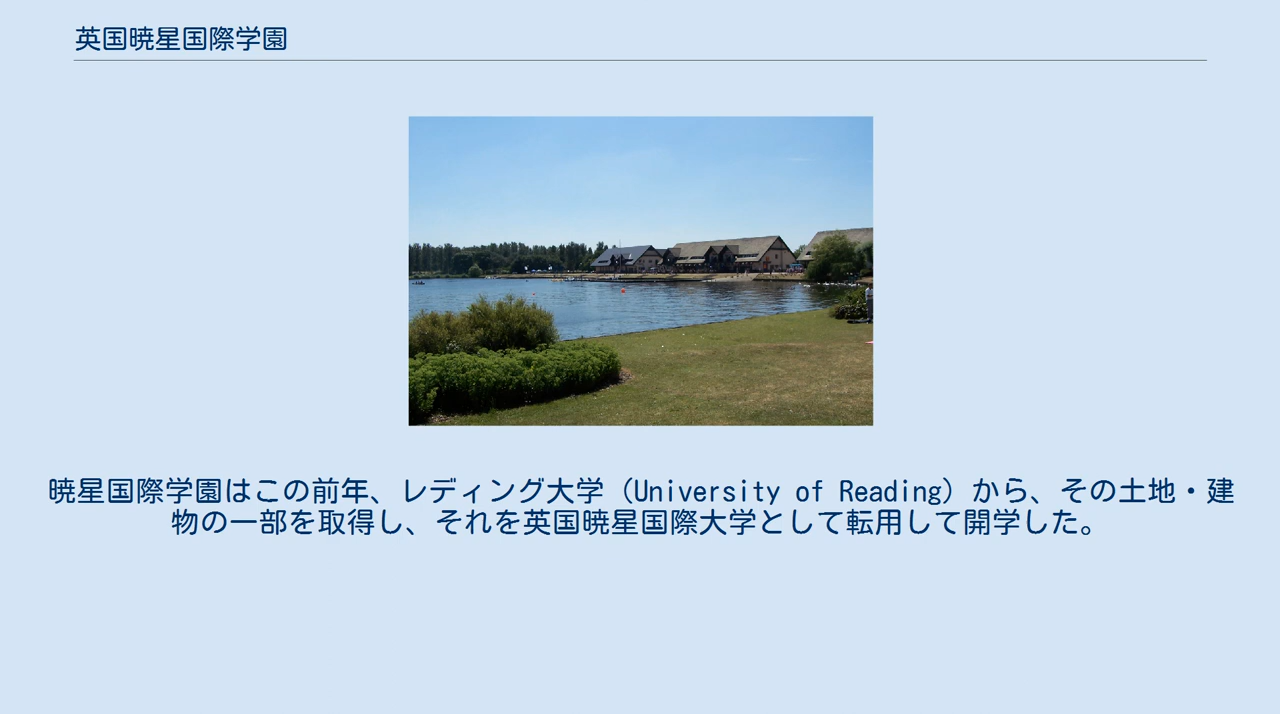 英国暁星国際学園
暁星国際学園はこの前年、レディング大学（University of Reading）から、その土地・建
物の一部を取得し、それを英国暁星国際大学として転用して開学した。